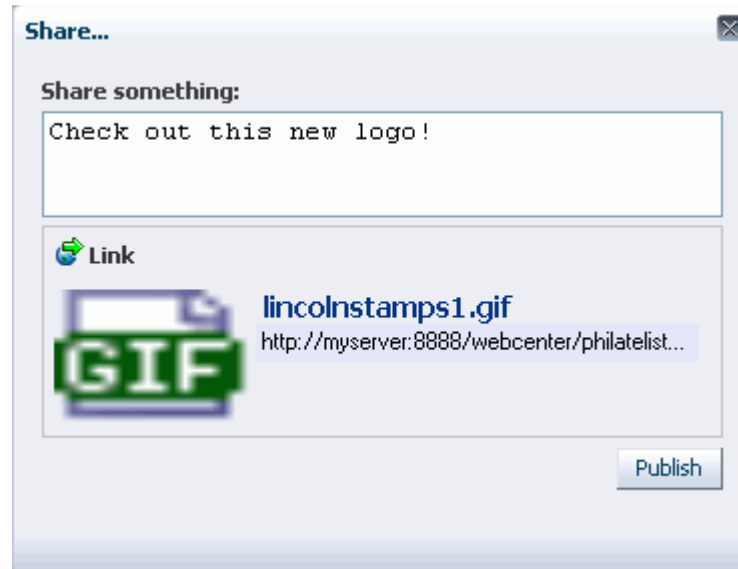 Share...
Share something:
Check out this new logo!
Link
GIF
lincolnstamps1.gif
http://myserver:8888/webcenter/philatelist...
Publish